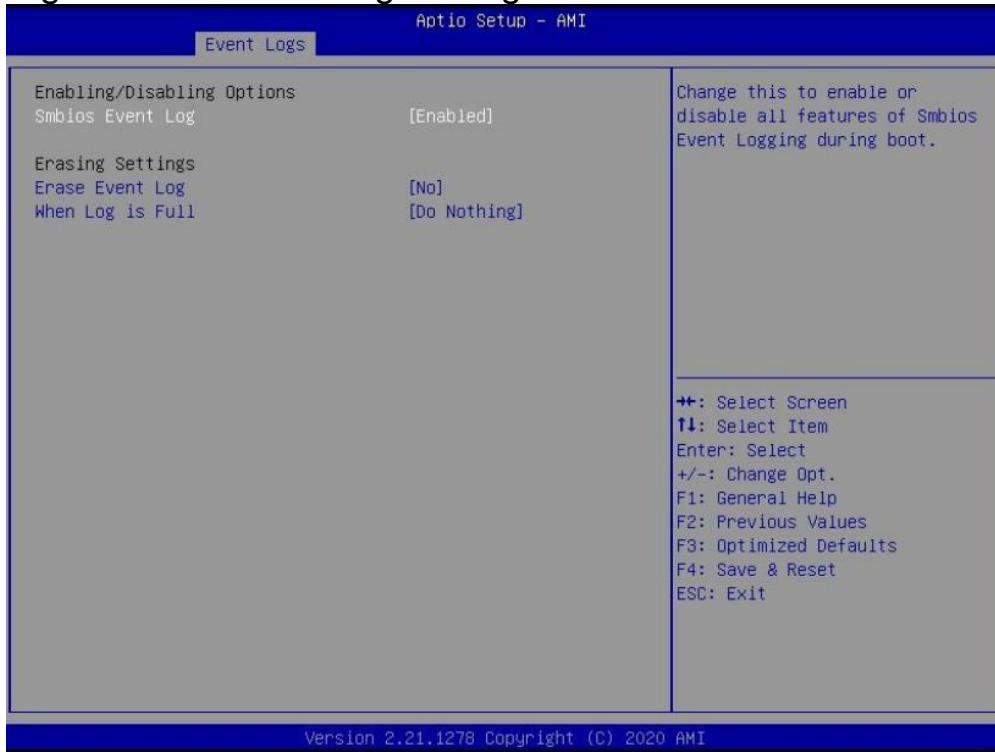 Aptio Setup - AMI
Event Logs
Enabling/Disabling Options
Smbios Event Log [Enabled]
Erasing Settings
Erase Event Log [No]
When Log is Full [Do Nothing]
Change this to enable or
disable all features of Smbios
Event Logging during boot.
→←: Select Screen
↑↓: Select Item
Enter: Select
+/-: Change Opt.
F1: General Help
F2: Previous Values
F3: Optimized Defaults
F4: Save & Reset
ESC: Exit
Version 2.21.1278 Copyright (C) 2020 AMI